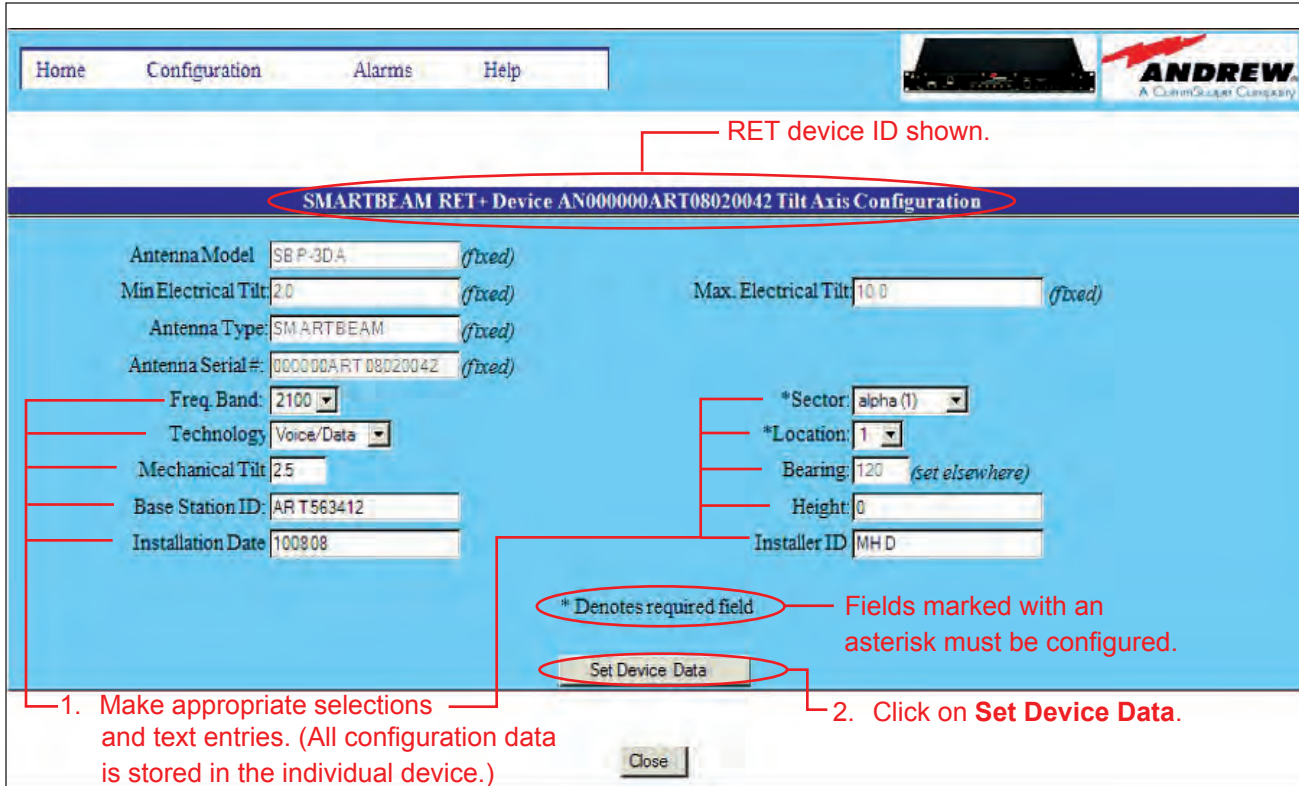 Home Configuration Alarms Help
ANDREW.
A CommScope Company
RET device ID shown.
SMARTBEAM RET+ Device AN000000ART08020042 Tilt Axis Configuration
Antenna Model SBP-3DA (fixed)
Min Electrical Tilt: 2.0 (fixed) Max. Electrical Tilt: 10.0 (fixed)
Antenna Type: SMARTBEAM (fixed)
Antenna Serial #: 000000ART08020042 (fixed)
Freq. Band: 2100 *Sector: alpha (1)
Technology Voice/Data *Location: 1
Mechanical Tilt 2.5 Bearing: 120 (set elsewhere)
Base Station ID: ART563412 Height: 0
Installation Date 100808 Installer ID MHD
* Denotes required field
Fields marked with an
asterisk must be configured.
Set Device Data
1. Make appropriate selections
and text entries. (All configuration data
is stored in the individual device.)
2. Click on Set Device Data.
Close